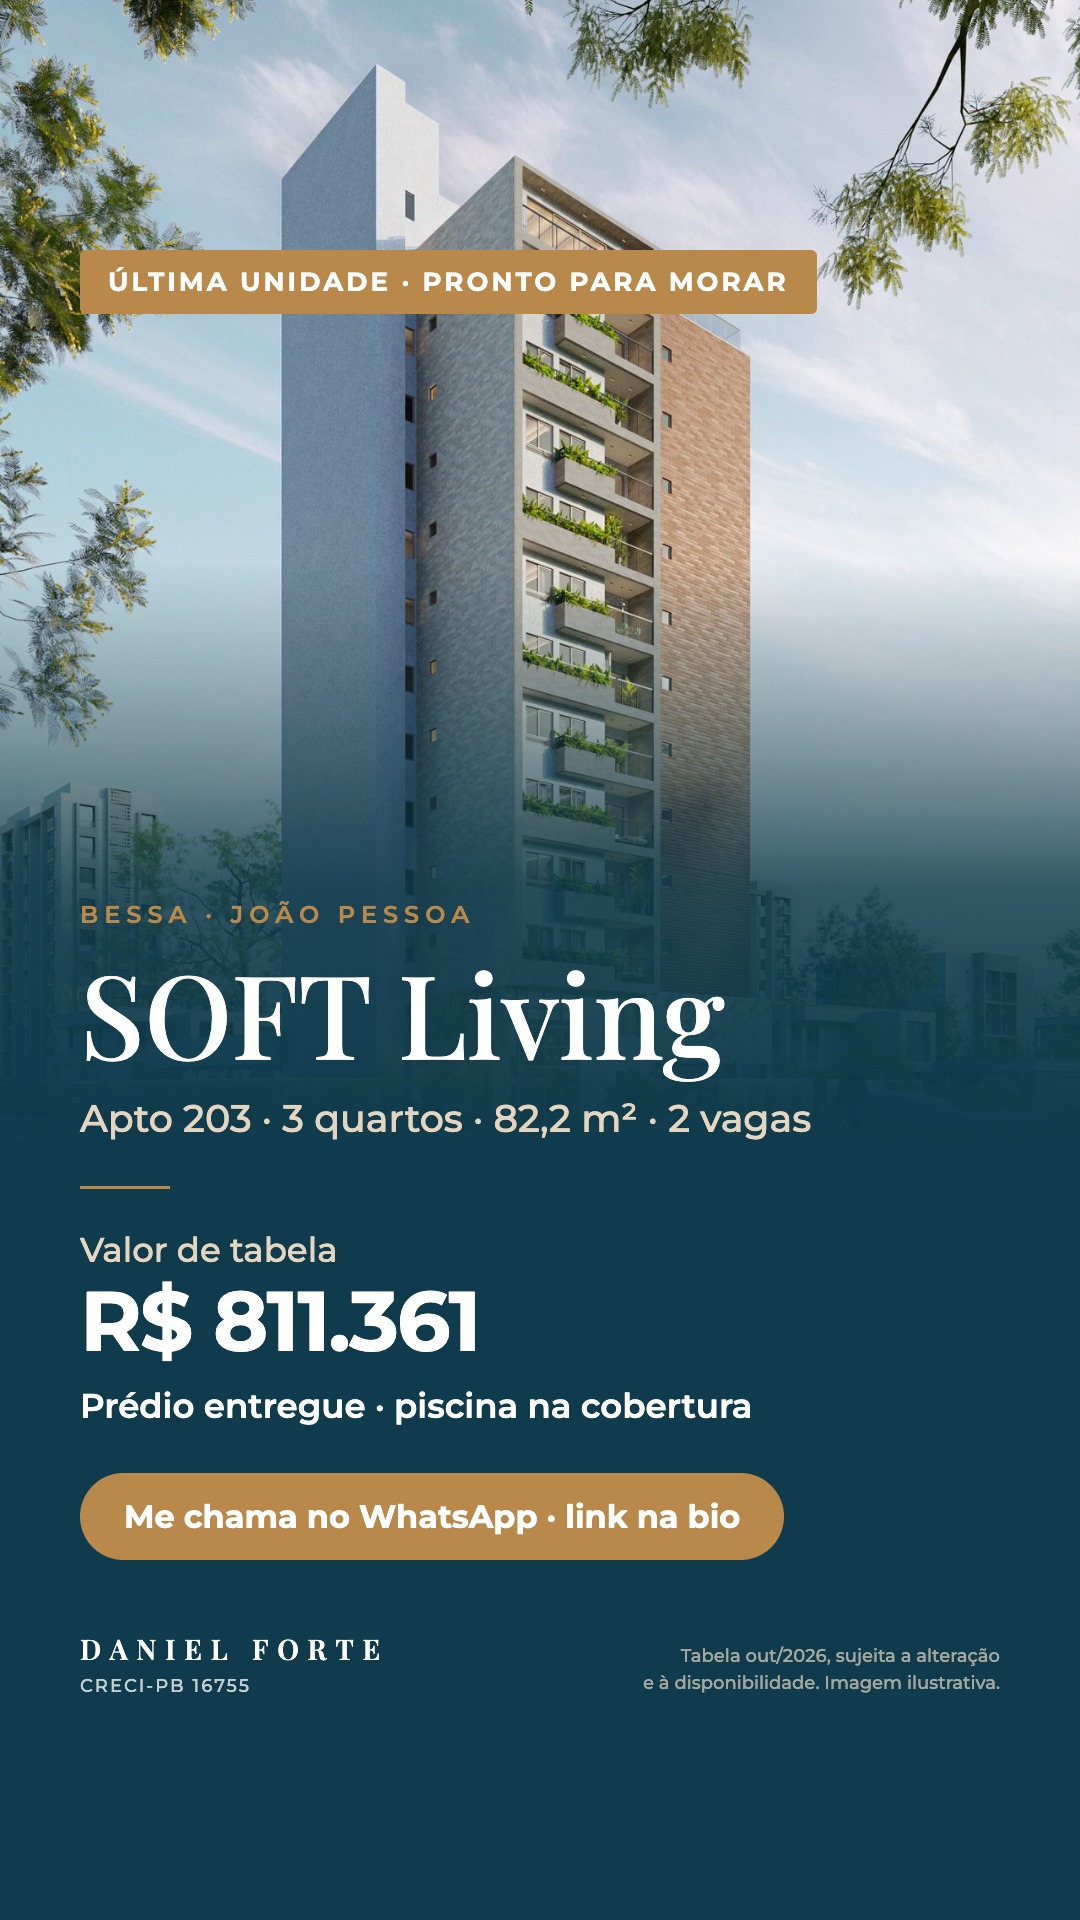 ÚLTIMA UNIDADE · PRONTO PARA MORAR
BESSA · JOÃO PESSOA
SOFT Living
Apto 203 · 3 quartos · 82,2 m² · 2 vagas
Valor de tabela
R$ 811.361
Prédio entregue · piscina na cobertura
Me chama no WhatsApp · link na bio
DANIEL FORTE
CRECI-PB 16755
Tabela out/2026, sujeita a alteração
e à disponibilidade. Imagem ilustrativa.